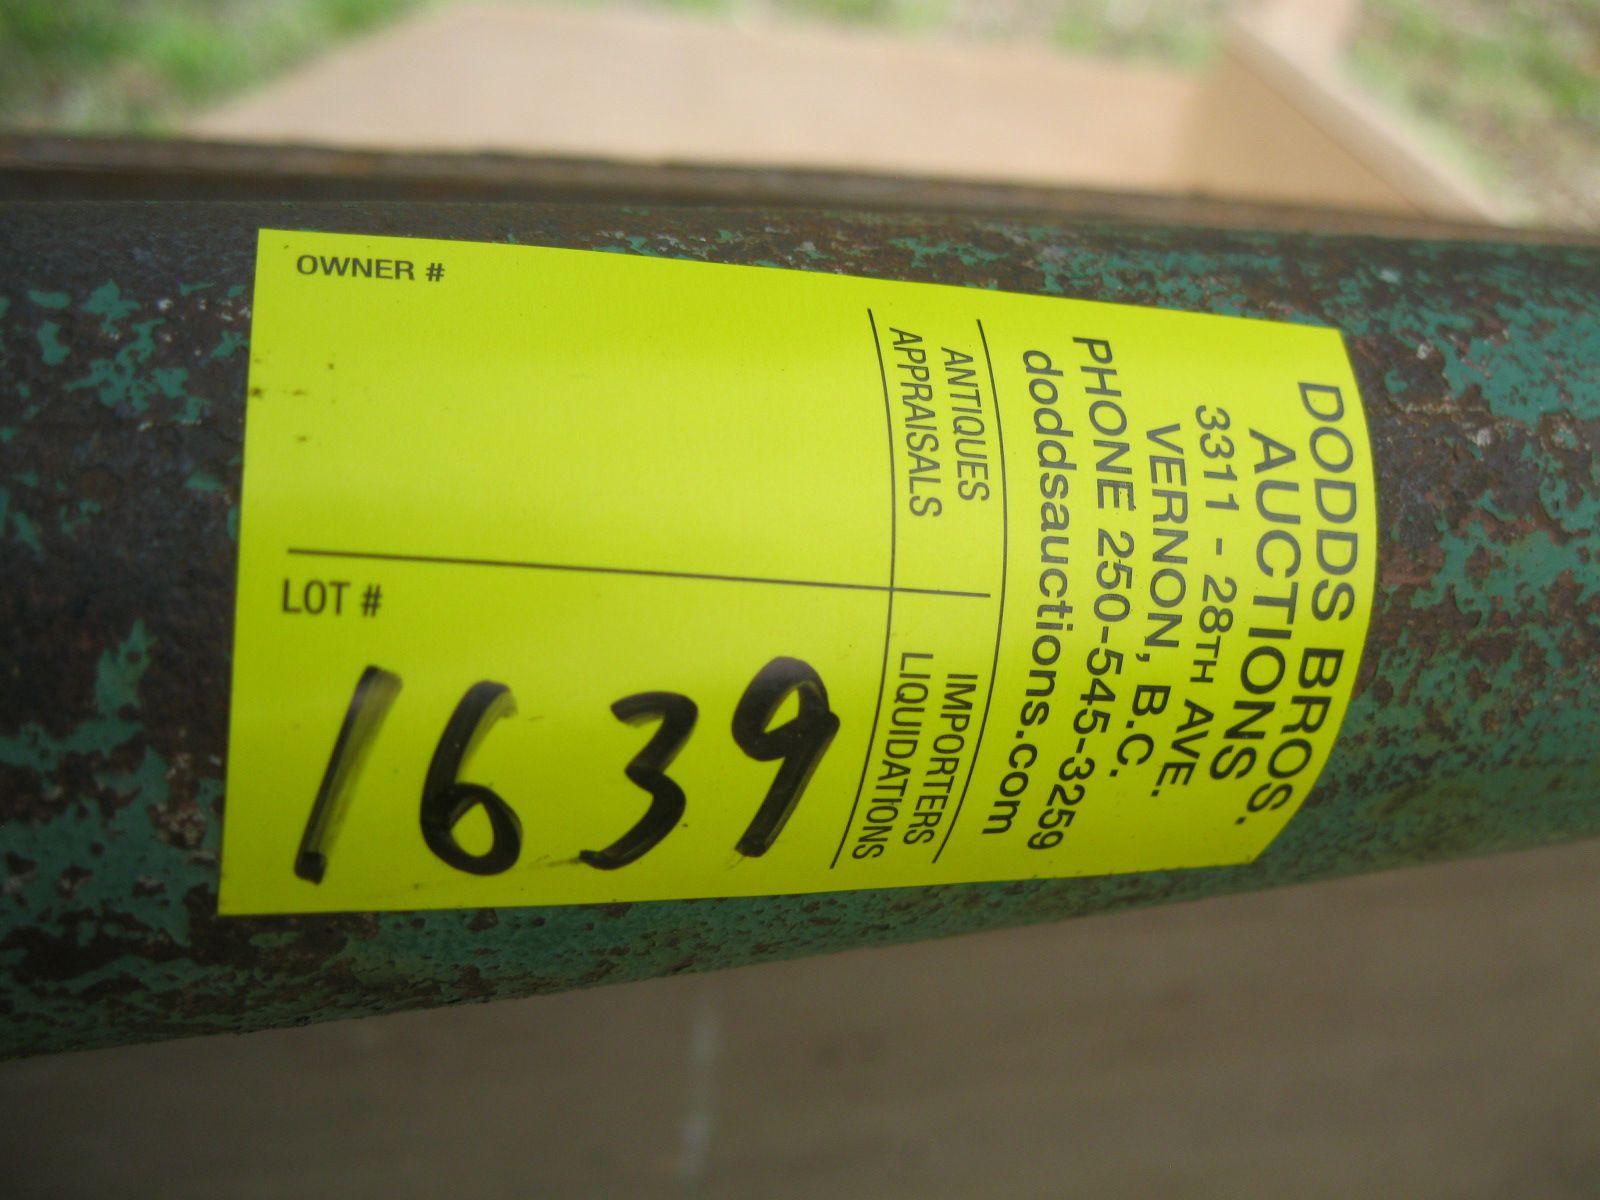 DODDS BROS.
AUCTIONS
3311 - 28TH AVE.
VERNON, B.C.
PHONE 250-545-3259
doddsauctions.com
ANTIQUES
APPRAISALS
IMPORTERS
LIQUIDATIONS
OWNER #
LOT #
1639